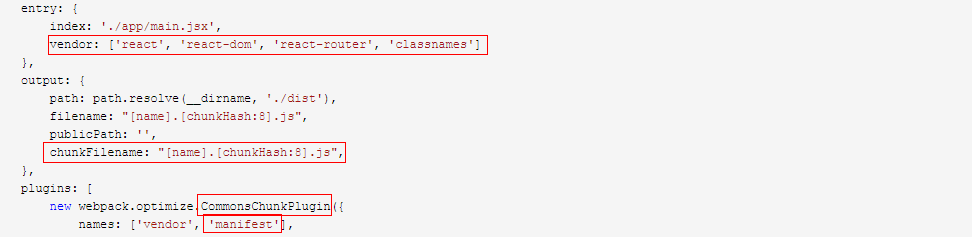 entry: {
index: './app/main.jsx',
vendor: ['react', 'react-dom', 'react-router', 'classnames']
},
output: {
path: path.resolve(__dirname, './dist'),
filename: "[name].[chunkHash:8].js",
publicPath: '',
chunkFilename: "[name].[chunkHash:8].js",
},
plugins: [
new webpack.optimize.CommonsChunkPlugin({
names: ['vendor', 'manifest'],